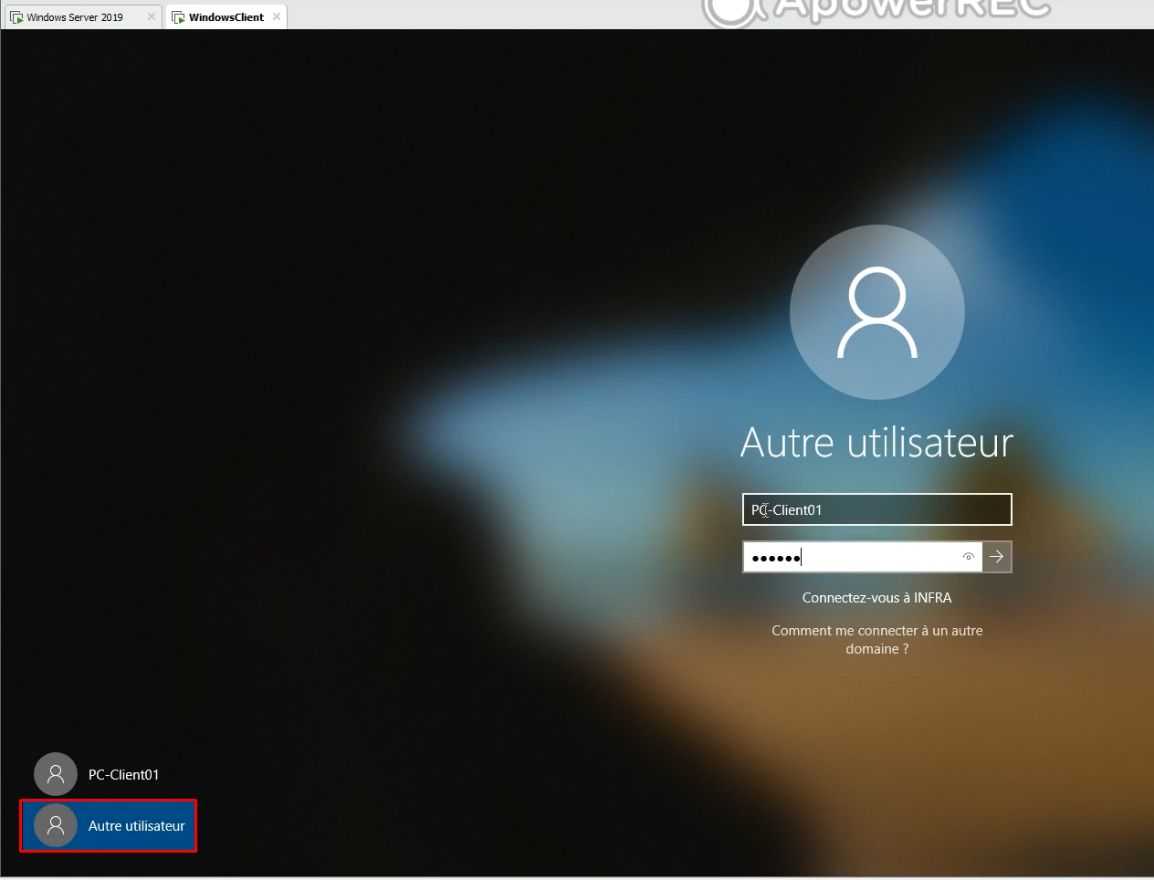 Windows Server 2019
WindowsClient
ApowerREC
Autre utilisateur
PC-Client01
Connectez-vous à INFRA
Comment me connecter à un autre
domaine ?
PC-Client01
Autre utilisateur